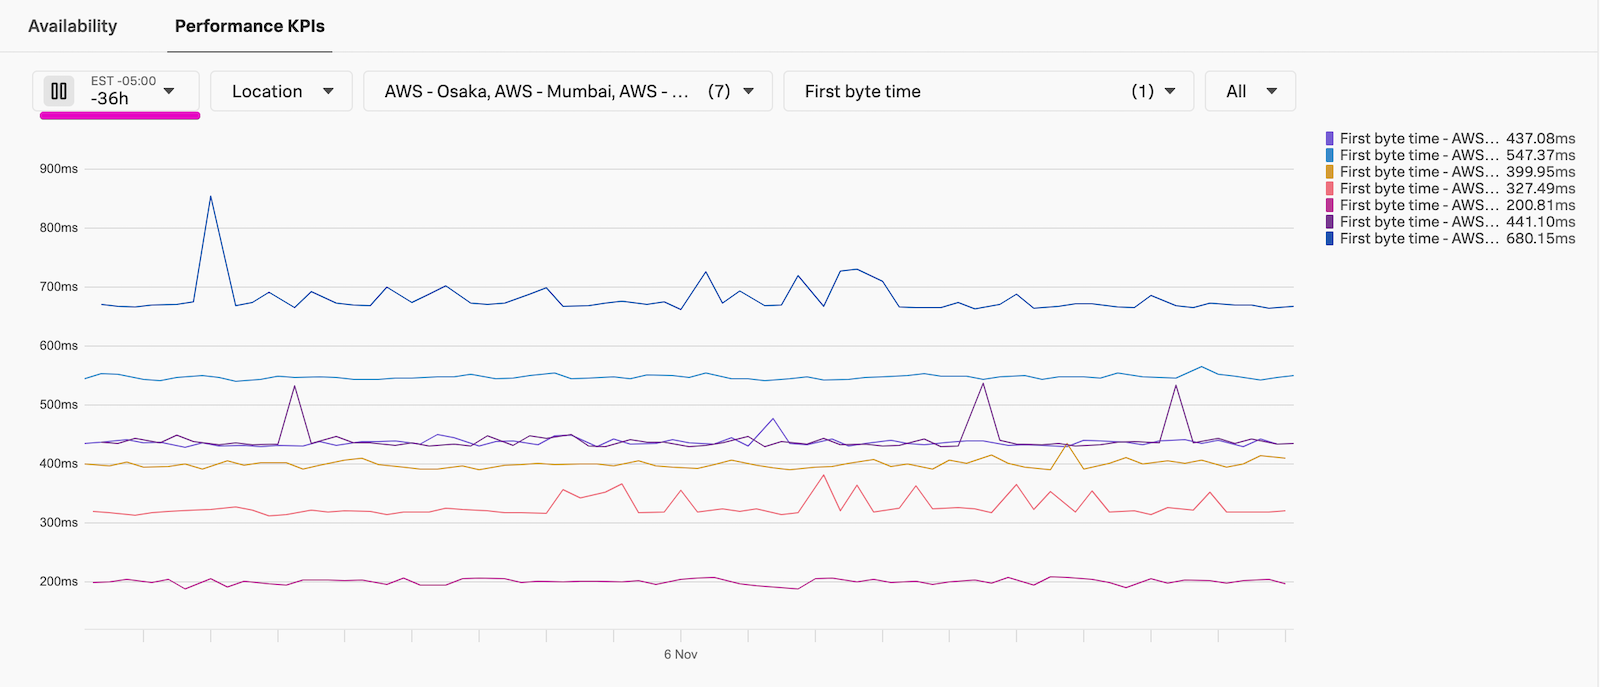 Availability
Performance KPIs
EST -05:00
-36h
Location
AWS - Osaka, AWS - Mumbai, AWS - ... (7)
First byte time (1)
All
First byte time - AWS... 437.08ms
First byte time - AWS... 547.37ms
First byte time - AWS... 399.95ms
First byte time - AWS... 327.49ms
First byte time - AWS... 200.81ms
First byte time - AWS... 441.10ms
First byte time - AWS... 680.15ms
900ms
800ms
700ms
600ms
500ms
400ms
300ms
200ms
6 Nov